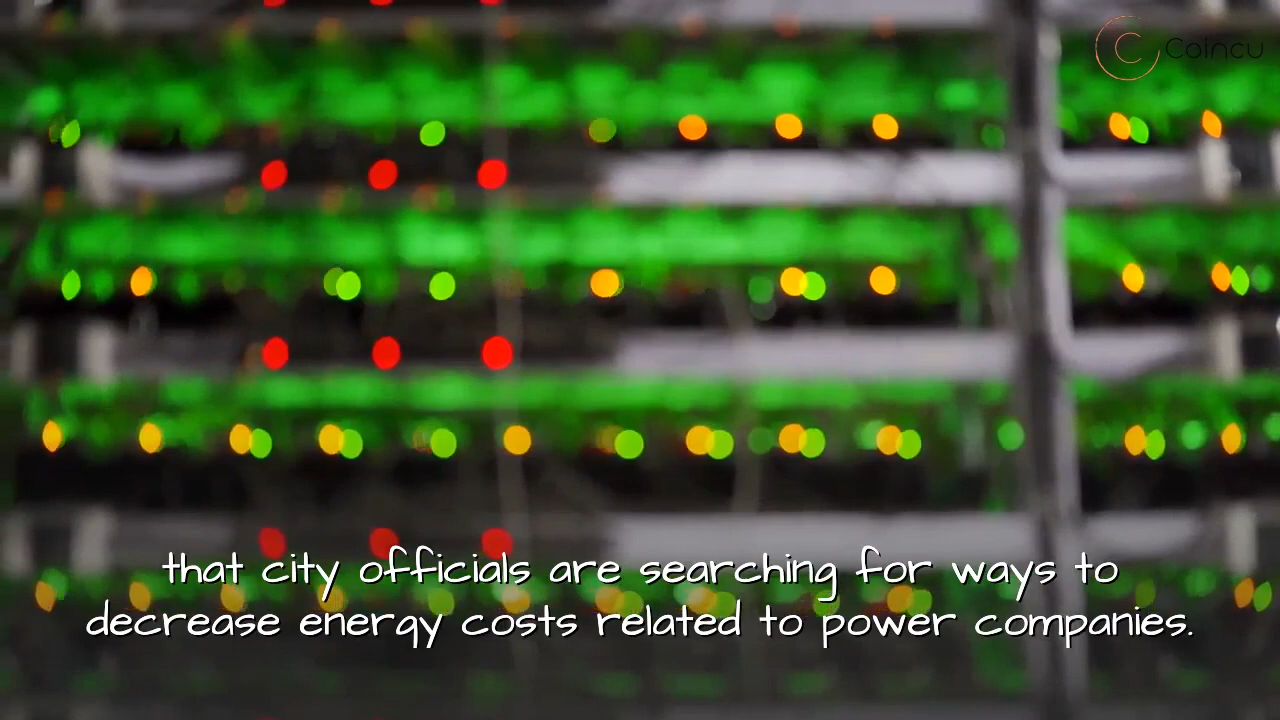 Coincu
that city officials are searching for ways to
decrease energy costs related to power companies.